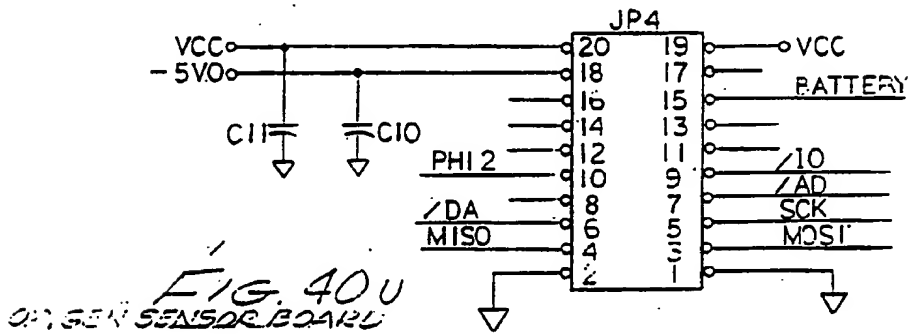 JP4
VCC 20 19 VCC
-5V.0 18 17
16 15 BATTERY
14 13
C11 C10 12 11
PHI 2 10 9 /IO
8 7 /AD
/DA 6 5 SCK
MISO 4 3 MOSI
2 1
FIG. 40U
SENSOR BOARD